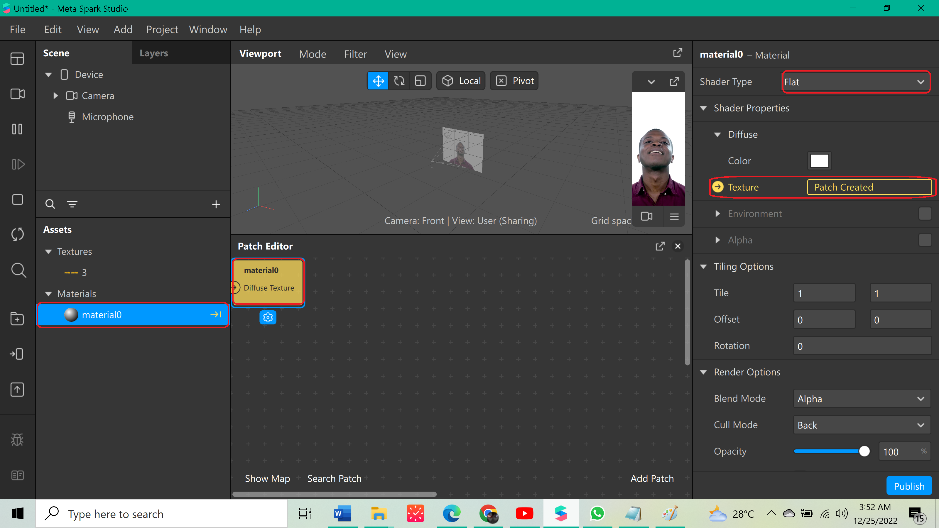 Untitled* - Meta Spark Studio
File Edit View Add Project Window Help
Scene Layers
Device
Camera
Microphone
Assets
Textures
3
Materials
material0
Viewport Mode Filter View
Local Pivot
Camera: Front | View: User (Sharing) Grid spac
Patch Editor
material0
Diffuse Texture
Show Map Search Patch Add Patch
material0 - Material
Shader Type Flat
Shader Properties
Diffuse
Color
Texture Patch Created
Environment
Alpha
Tiling Options
Tile 1 1
Offset 0 0
Rotation 0
Render Options
Blend Mode Alpha
Cull Mode Back
Opacity 100 %
Publish
Type here to search
28°C
3:52 AM
12/25/2022
15